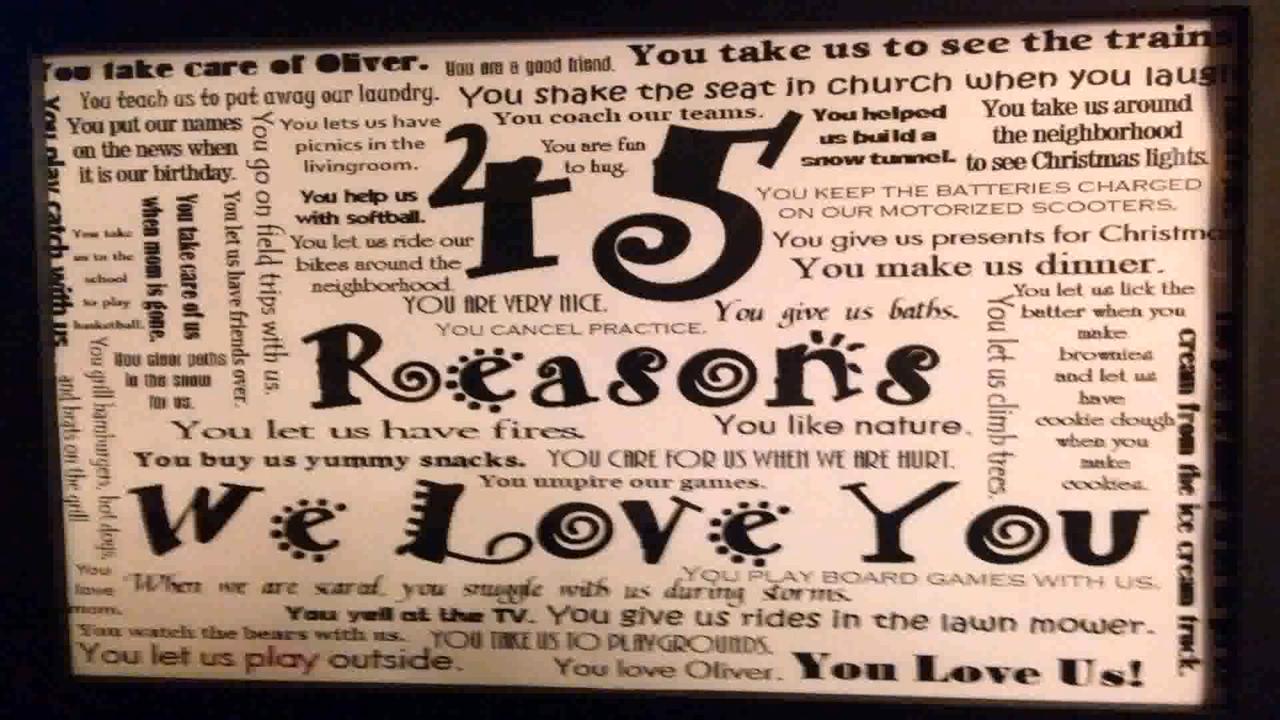 You take care of Oliver.
You are a good friend.
You take us to see the train
You teach us to put away our laundry.
You shake the seat in church when you laug
You play catch with us.
You put our names
on the news when
it is our birthday.
You go on field trips with us.
You lets us have
picnics in the
livingroom.
You coach our teams.
You are fun
to hug.
45
You helped
us build a
snow tunnel.
You take us around
the neighborhood
to see Christmas lights.
You help us
with softball.
YOU KEEP THE BATTERIES CHARGED
ON OUR MOTORIZED SCOOTERS.
You take
us to the
school
to play
basketball.
You take care of us
when mom is gone.
You let us have friends over.
You let us ride our
bikes around the
neighborhood.
You give us presents for Christm
You make us dinner.
YOU ARE VERY NICE.
You give us baths.
YOU CANCEL PRACTICE.
You let us lick the
batter when you
make
brownies
and let us
have
cookie dough
when you
make
cookies.
You let us climb trees.
cream from the ice cream truck.
Reasons
You clear paths
in the snow
for us.
You grill hamburgers, hot dogs,
and brats on the grill
You let us have fires.
You like nature.
You buy us yummy snacks.
YOU CARE FOR US WHEN WE ARE HURT.
You umpire our games.
We Love You
You
love
mom.
When we are scared, you snuggle with us during storms.
YOU PLAY BOARD GAMES WITH US.
You yell at the TV.
You give us rides in the lawn mower.
You watch the bears with us.
YOU TAKE US TO PLAYGROUNDS.
You let us play outside.
You love Oliver.
You Love Us!